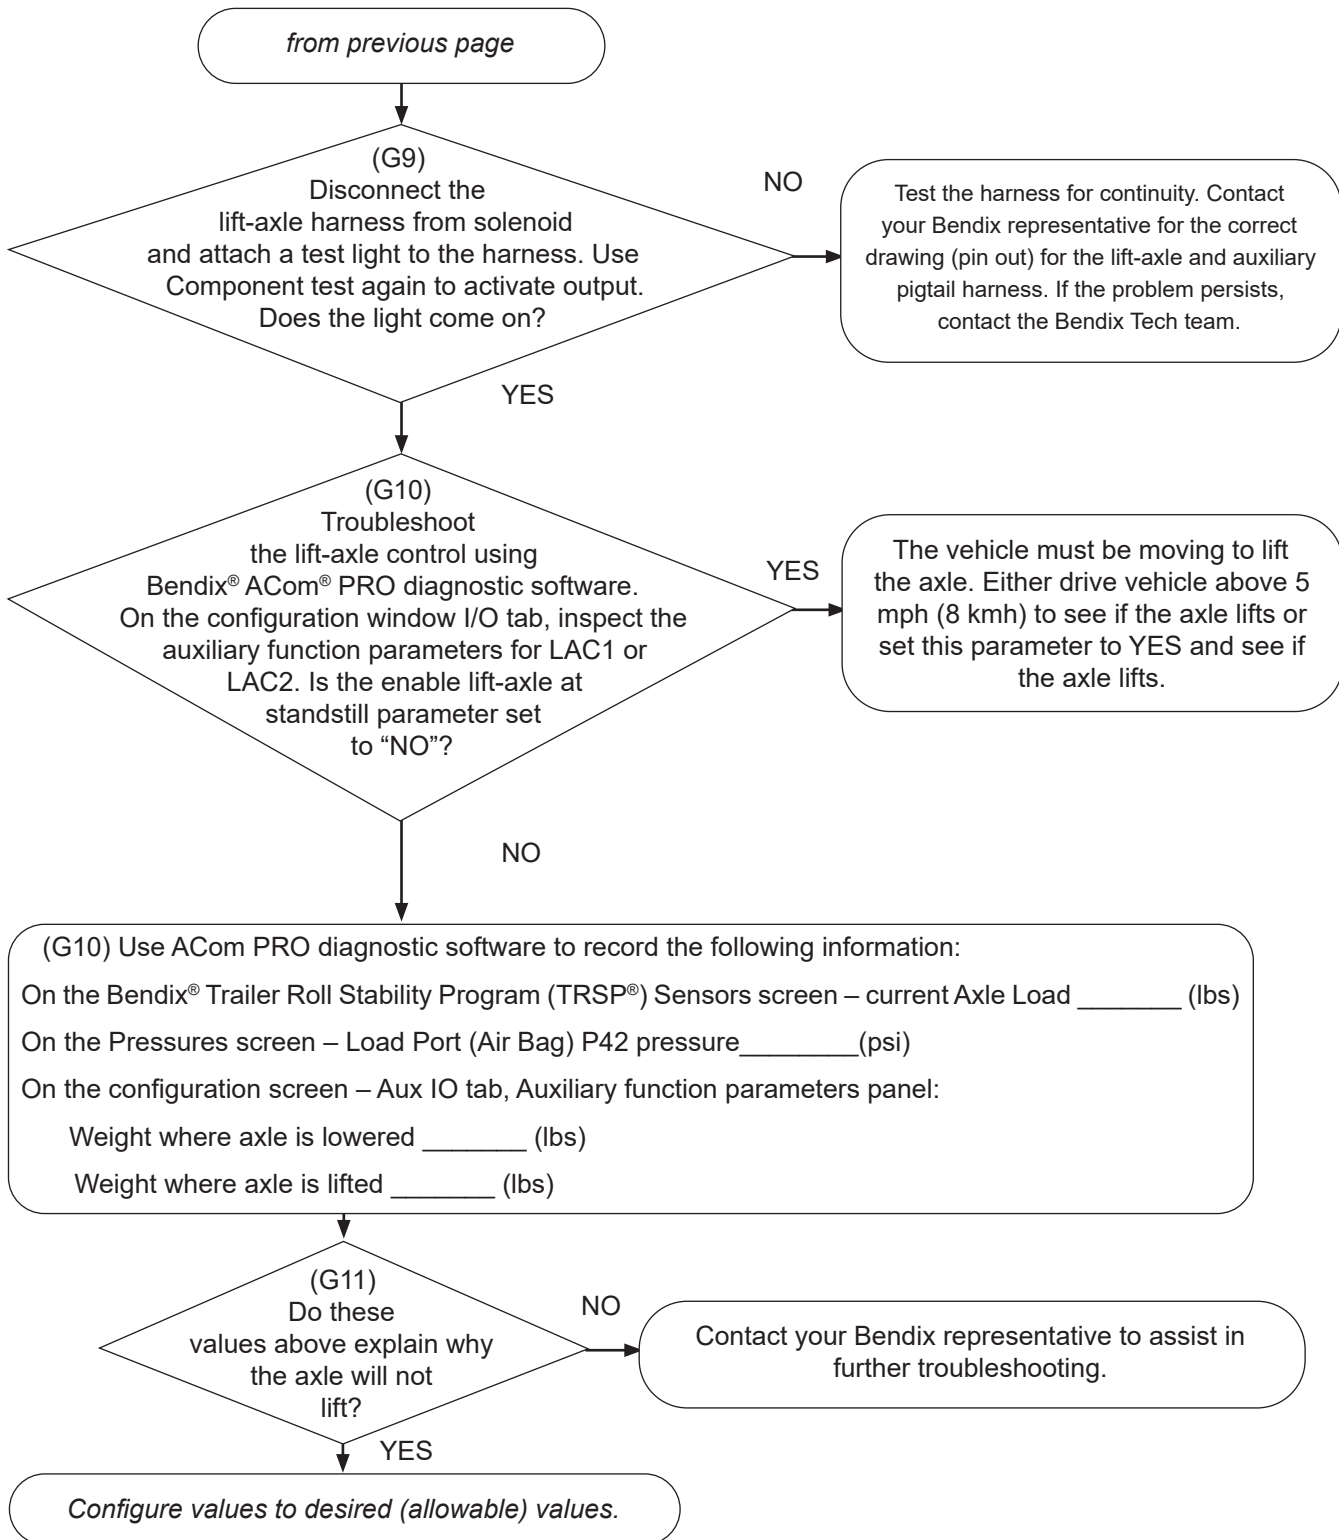 from previous page
(G9)
Disconnect the
lift-axle harness from solenoid
and attach a test light to the harness. Use
Component test again to activate output.
Does the light come on?
NO
Test the harness for continuity. Contact
your Bendix representative for the correct
drawing (pin out) for the lift-axle and auxiliary
pigtail harness. If the problem persists,
contact the Bendix Tech team.
YES
(G10)
Troubleshoot
the lift-axle control using
Bendix® ACom® PRO diagnostic software.
On the configuration window I/O tab, inspect the
auxiliary function parameters for LAC1 or
LAC2. Is the enable lift-axle at
standstill parameter set
to “NO”?
YES
The vehicle must be moving to lift
the axle. Either drive vehicle above 5
mph (8 kmh) to see if the axle lifts or
set this parameter to YES and see if
the axle lifts.
NO
(G10) Use ACom PRO diagnostic software to record the following information:
On the Bendix® Trailer Roll Stability Program (TRSP®) Sensors screen – current Axle Load _______ (lbs)
On the Pressures screen – Load Port (Air Bag) P42 pressure________(psi)
On the configuration screen – Aux IO tab, Auxiliary function parameters panel:
Weight where axle is lowered _______ (lbs)
Weight where axle is lifted _______ (lbs)
(G11)
Do these
values above explain why
the axle will not
lift?
NO
Contact your Bendix representative to assist in
further troubleshooting.
YES
Configure values to desired (allowable) values.